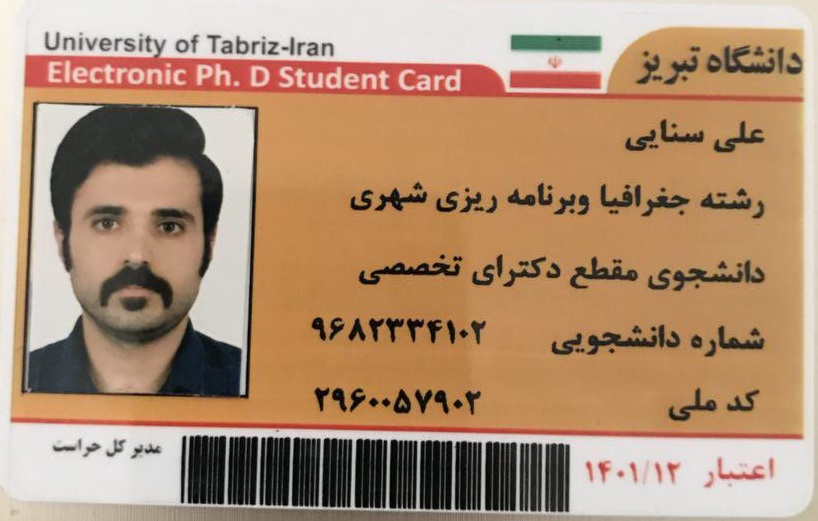 University of Tabriz-Iran
Electronic Ph. D Student Card
دانشگاه تبریز
علی سنایی
رشته جغرافیا وبرنامه ریزی شهری
دانشجوی مقطع دکترای تخصصی
شماره دانشجویی ۹۶۸۲۳۳۴۱۰۲
کد ملی ۲۹۶۰۰۵۷۹۰۲
مدیر کل حراست
اعتبار ۱۴۰۱/۱۲